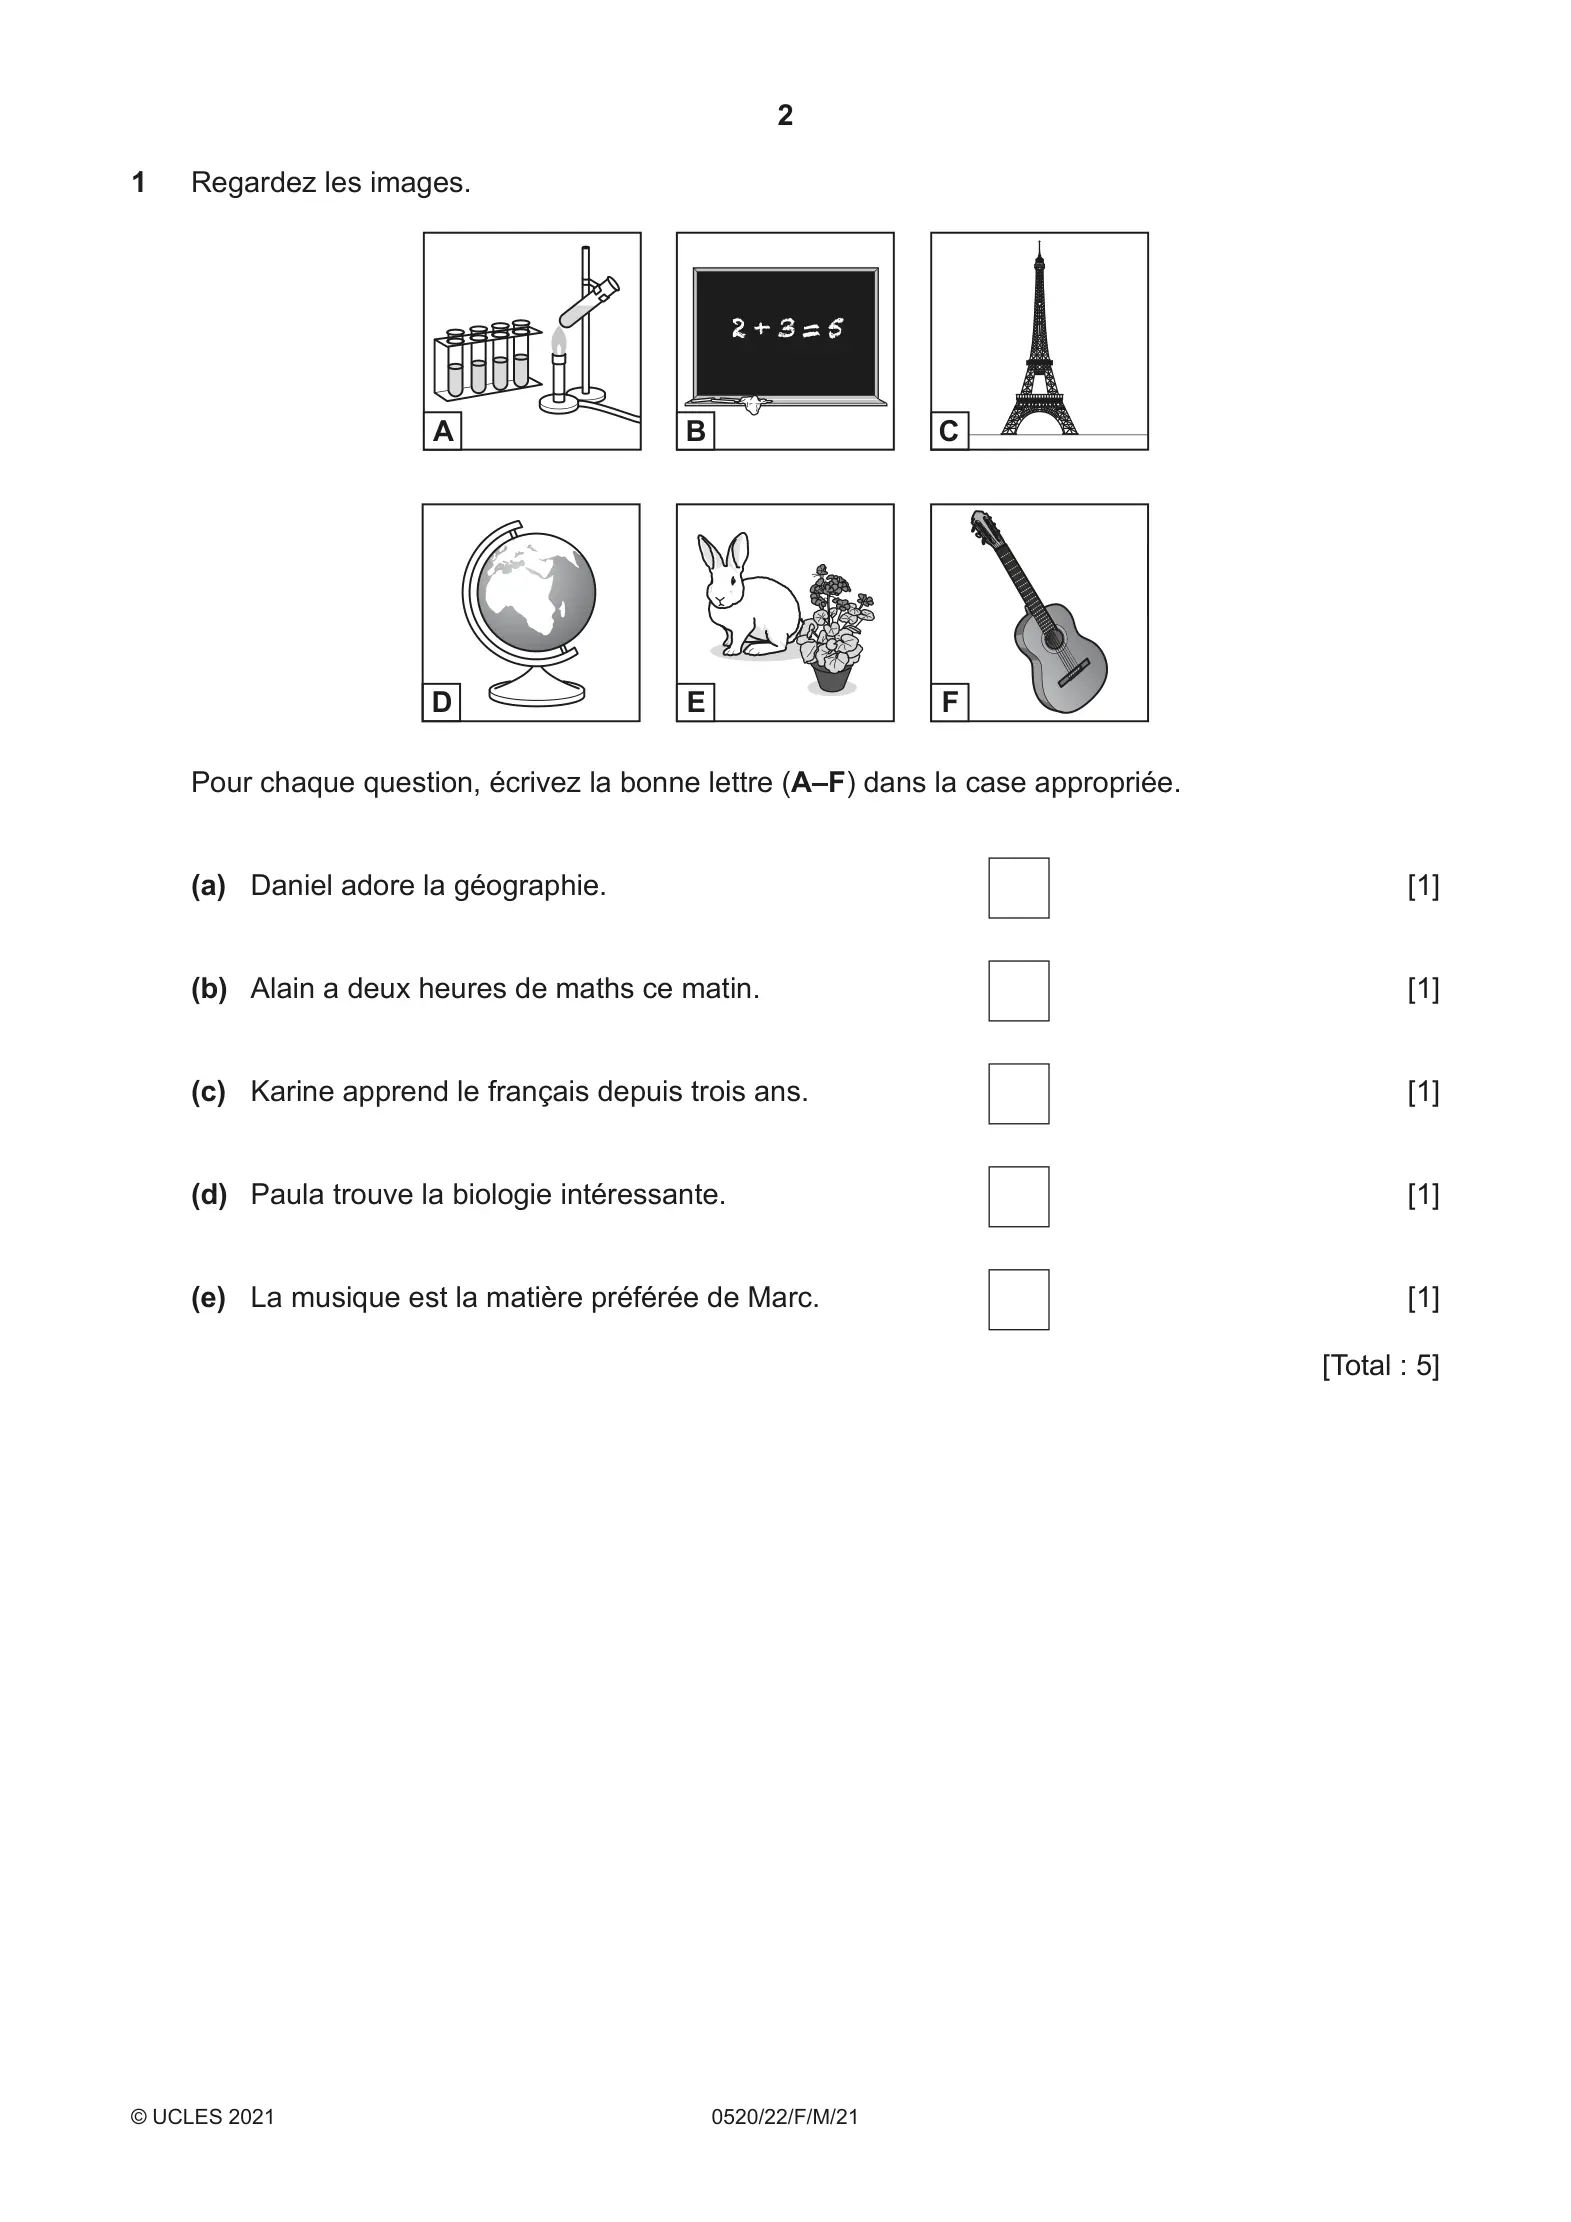 2
1 Regardez les images.
2 + 3 = 5
A
B
C
D
E
F
Pour chaque question, écrivez la bonne lettre (A–F) dans la case appropriée.
(a) Daniel adore la géographie. [1]
(b) Alain a deux heures de maths ce matin. [1]
(c) Karine apprend le français depuis trois ans. [1]
(d) Paula trouve la biologie intéressante. [1]
(e) La musique est la matière préférée de Marc. [1]
[Total : 5]
© UCLES 2021 0520/22/F/M/21